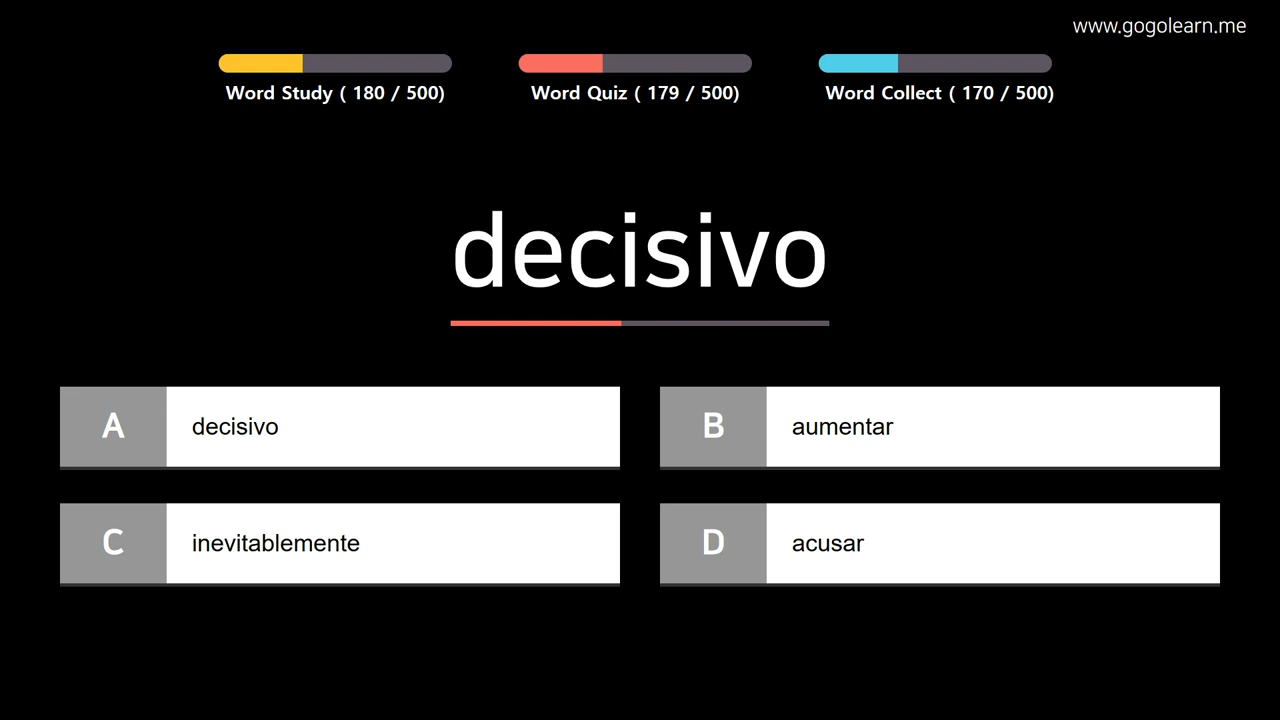 www.gogolearn.me
Word Study ( 180 / 500)
Word Quiz ( 179 / 500)
Word Collect ( 170 / 500)
decisivo
A decisivo
B aumentar
C inevitablemente
D acusar